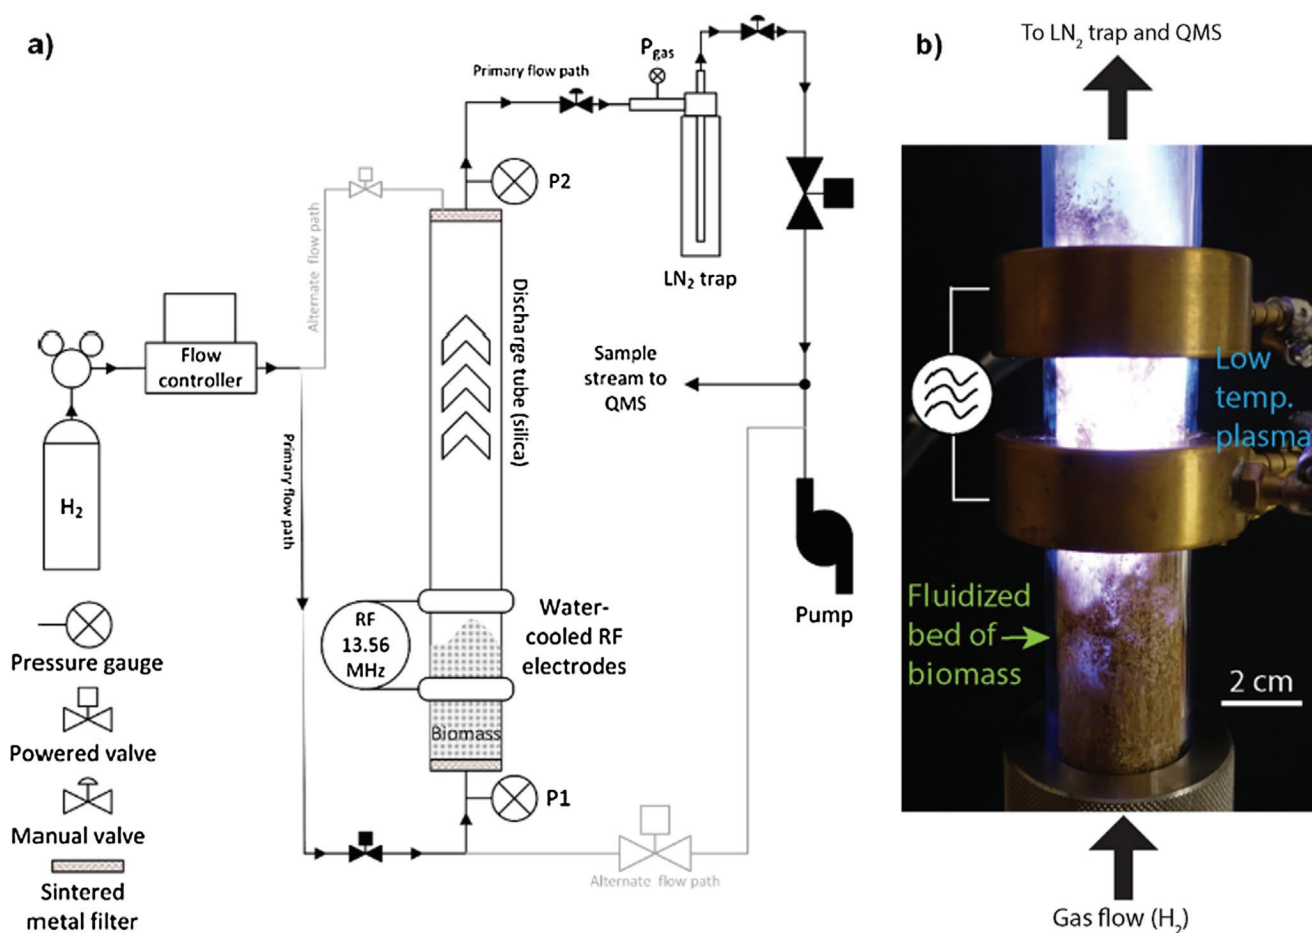 a)
Primary flow path
P_gas
P2
LN₂ trap
Alternate flow path
Flow
controller
H₂
Primary flow path
Discharge tube (silica)
Sample
stream to
QMS
RF
13.56
MHz
Water-
cooled RF
electrodes
Pump
Biomass
P1
Alternate flow path
Pressure gauge
Powered valve
Manual valve
Sintered
metal filter
b)
To LN₂ trap and QMS
Low
temp.
plasma
Fluidized
bed of
biomass
2 cm
Gas flow (H₂)